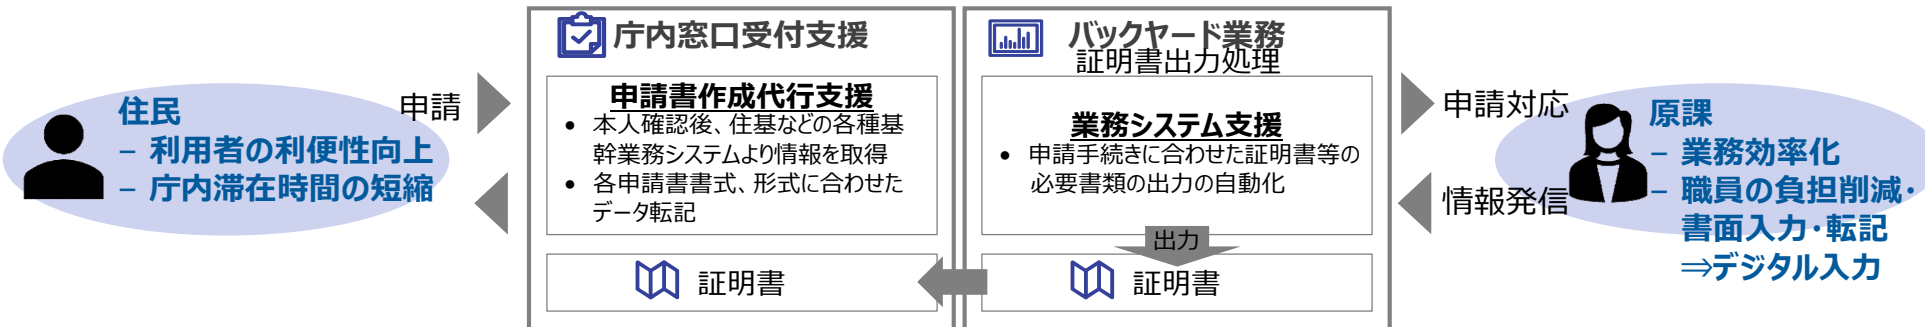 住民
– 利用者の利便性向上
– 庁内滞在時間の短縮
申請
庁内窓口受付支援
申請書作成代行支援
• 本人確認後、住基などの各種基
幹業務システムより情報を取得
• 各申請書書式、形式に合わせた
データ転記
証明書
バックヤード業務
証明書出力処理
業務システム支援
• 申請手続きに合わせた証明書等の
必要書類の出力の自動化
出力
証明書
申請対応
情報発信
原課
– 業務効率化
– 職員の負担削減・
書面入力・転記
⇒デジタル入力